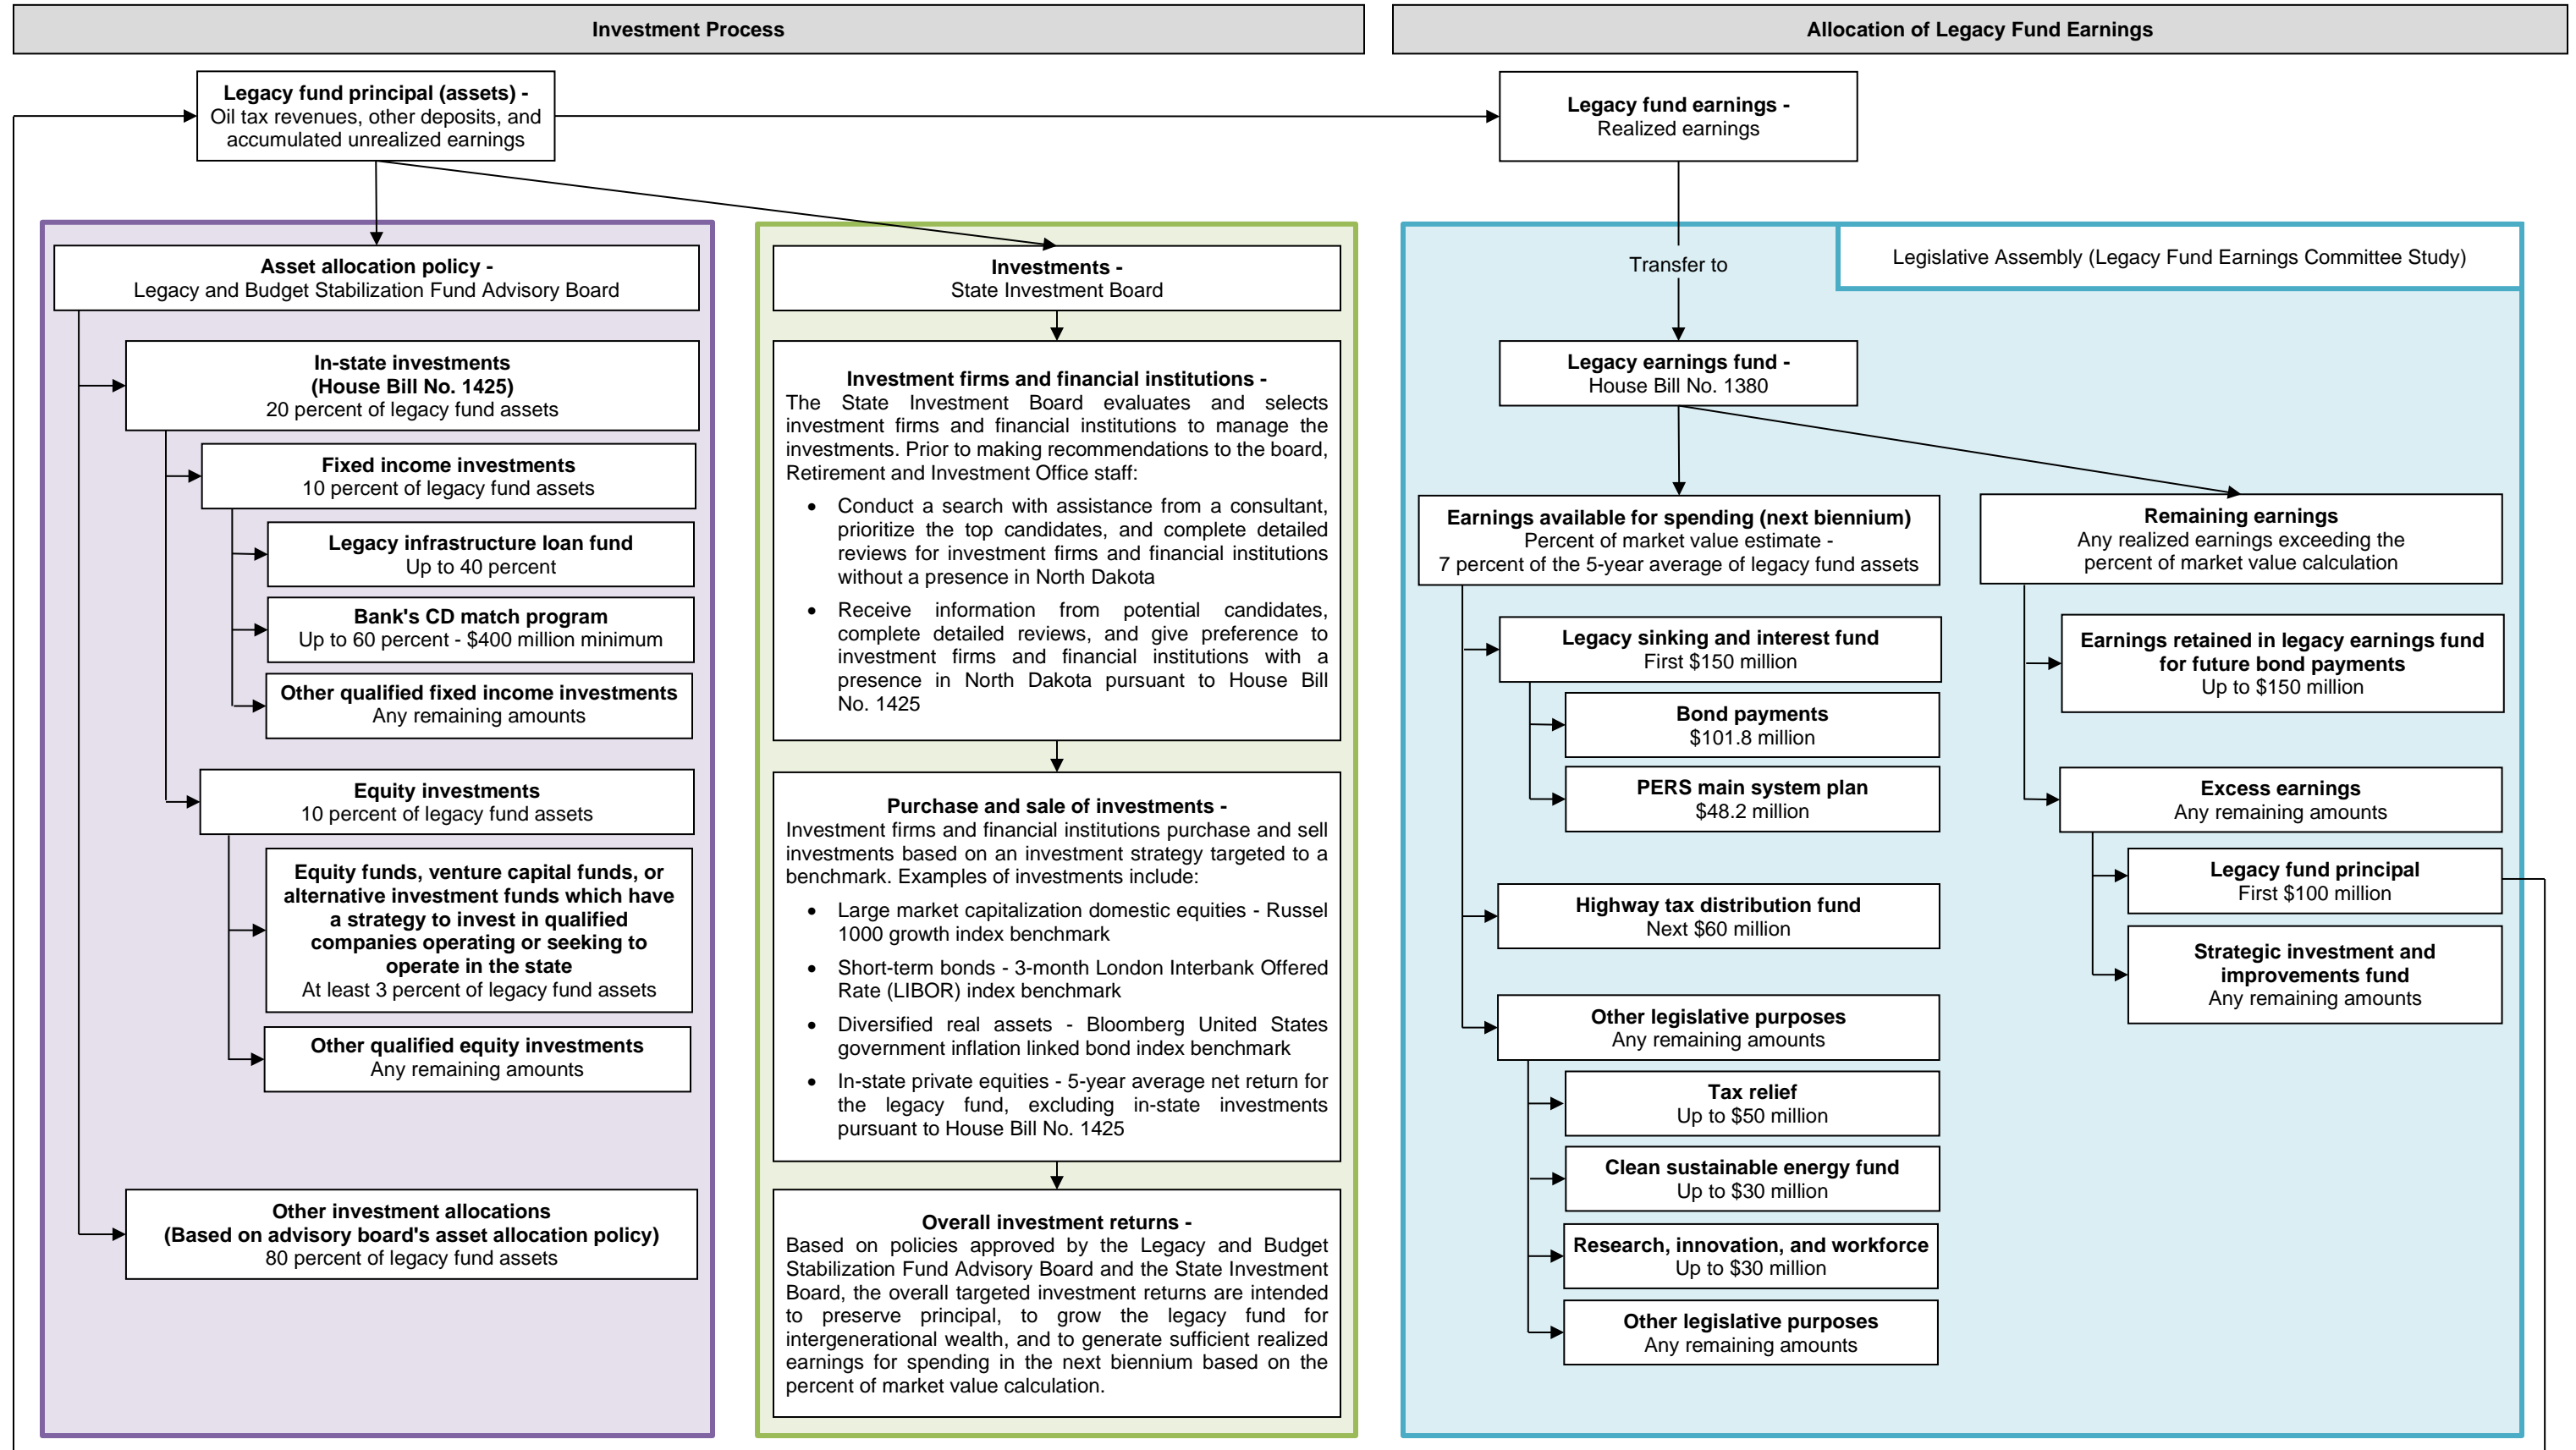 Investment Process
Allocation of Legacy Fund Earnings
Legacy fund principal (assets) -
Oil tax revenues, other deposits, and
accumulated unrealized earnings
Legacy fund earnings -
Realized earnings
Asset allocation policy -
Legacy and Budget Stabilization Fund Advisory Board
In-state investments
(House Bill No. 1425)
20 percent of legacy fund assets
Fixed income investments
10 percent of legacy fund assets
Legacy infrastructure loan fund
Up to 40 percent
Bank's CD match program
Up to 60 percent - $400 million minimum
Other qualified fixed income investments
Any remaining amounts
Equity investments
10 percent of legacy fund assets
Equity funds, venture capital funds, or
alternative investment funds which have
a strategy to invest in qualified
companies operating or seeking to
operate in the state
At least 3 percent of legacy fund assets
Other qualified equity investments
Any remaining amounts
Other investment allocations
(Based on advisory board's asset allocation policy)
80 percent of legacy fund assets
Investments -
State Investment Board
Investment firms and financial institutions -
The State Investment Board evaluates and selects
investment firms and financial institutions to manage the
investments. Prior to making recommendations to the board,
Retirement and Investment Office staff:
• Conduct a search with assistance from a consultant,
prioritize the top candidates, and complete detailed
reviews for investment firms and financial institutions
without a presence in North Dakota
• Receive information from potential candidates,
complete detailed reviews, and give preference to
investment firms and financial institutions with a
presence in North Dakota pursuant to House Bill
No. 1425
Purchase and sale of investments -
Investment firms and financial institutions purchase and sell
investments based on an investment strategy targeted to a
benchmark. Examples of investments include:
• Large market capitalization domestic equities - Russel
1000 growth index benchmark
• Short-term bonds - 3-month London Interbank Offered
Rate (LIBOR) index benchmark
• Diversified real assets - Bloomberg United States
government inflation linked bond index benchmark
• In-state private equities - 5-year average net return for
the legacy fund, excluding in-state investments
pursuant to House Bill No. 1425
Overall investment returns -
Based on policies approved by the Legacy and Budget
Stabilization Fund Advisory Board and the State Investment
Board, the overall targeted investment returns are intended
to preserve principal, to grow the legacy fund for
intergenerational wealth, and to generate sufficient realized
earnings for spending in the next biennium based on the
percent of market value calculation.
Legislative Assembly (Legacy Fund Earnings Committee Study)
Transfer to
Legacy earnings fund -
House Bill No. 1380
Earnings available for spending (next biennium)
Percent of market value estimate -
7 percent of the 5-year average of legacy fund assets
Legacy sinking and interest fund
First $150 million
Bond payments
$101.8 million
PERS main system plan
$48.2 million
Highway tax distribution fund
Next $60 million
Other legislative purposes
Any remaining amounts
Tax relief
Up to $50 million
Clean sustainable energy fund
Up to $30 million
Research, innovation, and workforce
Up to $30 million
Other legislative purposes
Any remaining amounts
Remaining earnings
Any realized earnings exceeding the
percent of market value calculation
Earnings retained in legacy earnings fund
for future bond payments
Up to $150 million
Excess earnings
Any remaining amounts
Legacy fund principal
First $100 million
Strategic investment and
improvements fund
Any remaining amounts